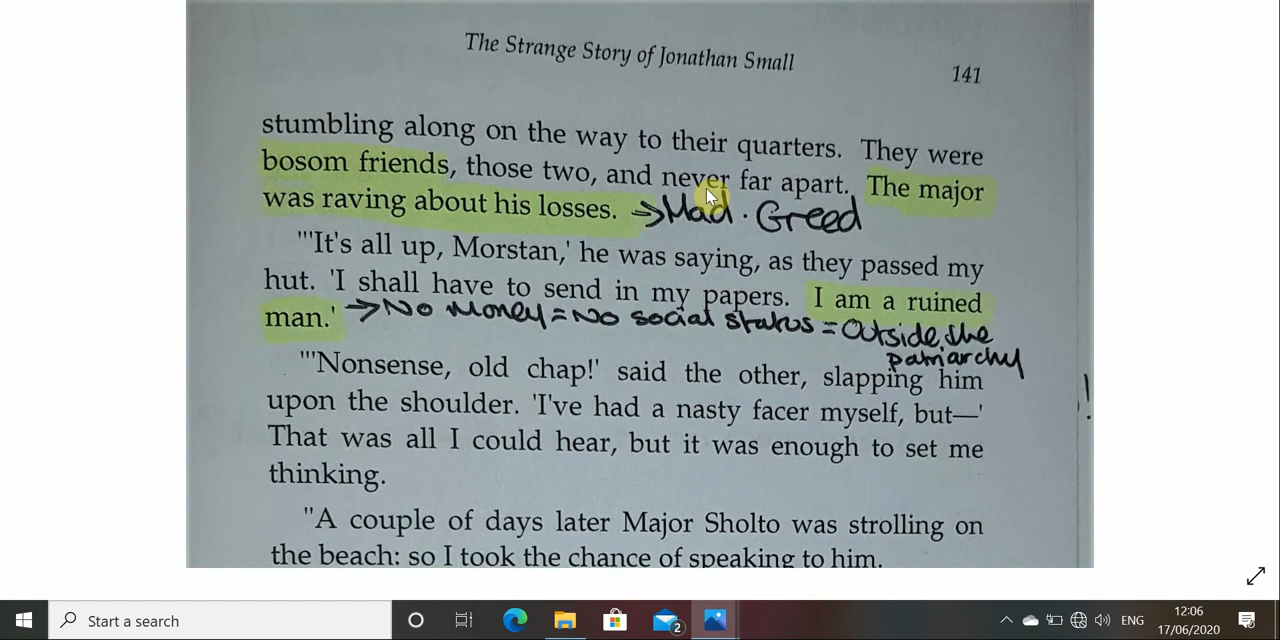 The Strange Story of Jonathan Small
141
stumbling along on the way to their quarters. They were
bosom friends, those two, and never far apart. The major
was raving about his losses. → Mad. Greed
"'It's all up, Morstan,' he was saying, as they passed my
hut. 'I shall have to send in my papers. I am a ruined
man.' → No Money = No social status = Outside the
patriarchy
"'Nonsense, old chap!' said the other, slapping him
upon the shoulder. 'I've had a nasty facer myself, but—'
That was all I could hear, but it was enough to set me
thinking.
"A couple of days later Major Sholto was strolling on
the beach: so I took the chance of speaking to him.
!
Start a search
2
ENG
12:06
17/06/2020